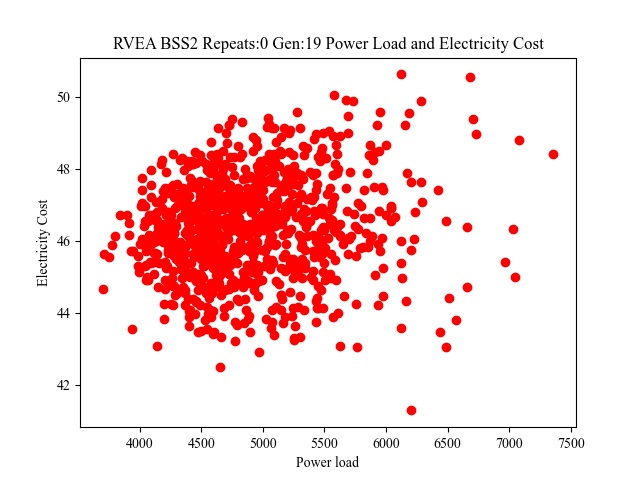 RVEA BSS2 Repeats:0 Gen:19 Power Load and Electricity Cost
50
48
46
44
42
Electricity Cost
4000 4500 5000 5500 6000 6500 7000 7500
Power load